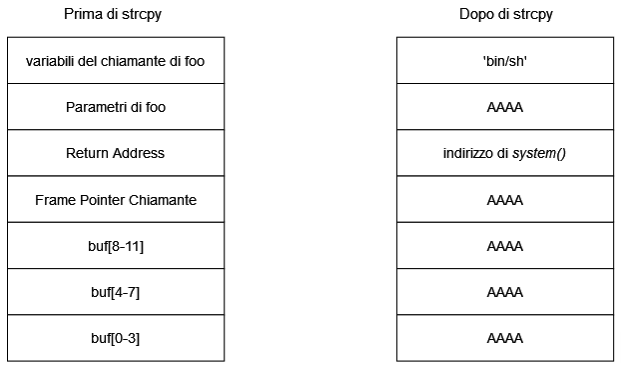 Prima di strcpy
variabili del chiamante di foo
Parametri di foo
Return Address
Frame Pointer Chiamante
buf[8-11]
buf[4-7]
buf[0-3]
Dopo di strcpy
'bin/sh'
AAAA
indirizzo di system()
AAAA
AAAA
AAAA
AAAA